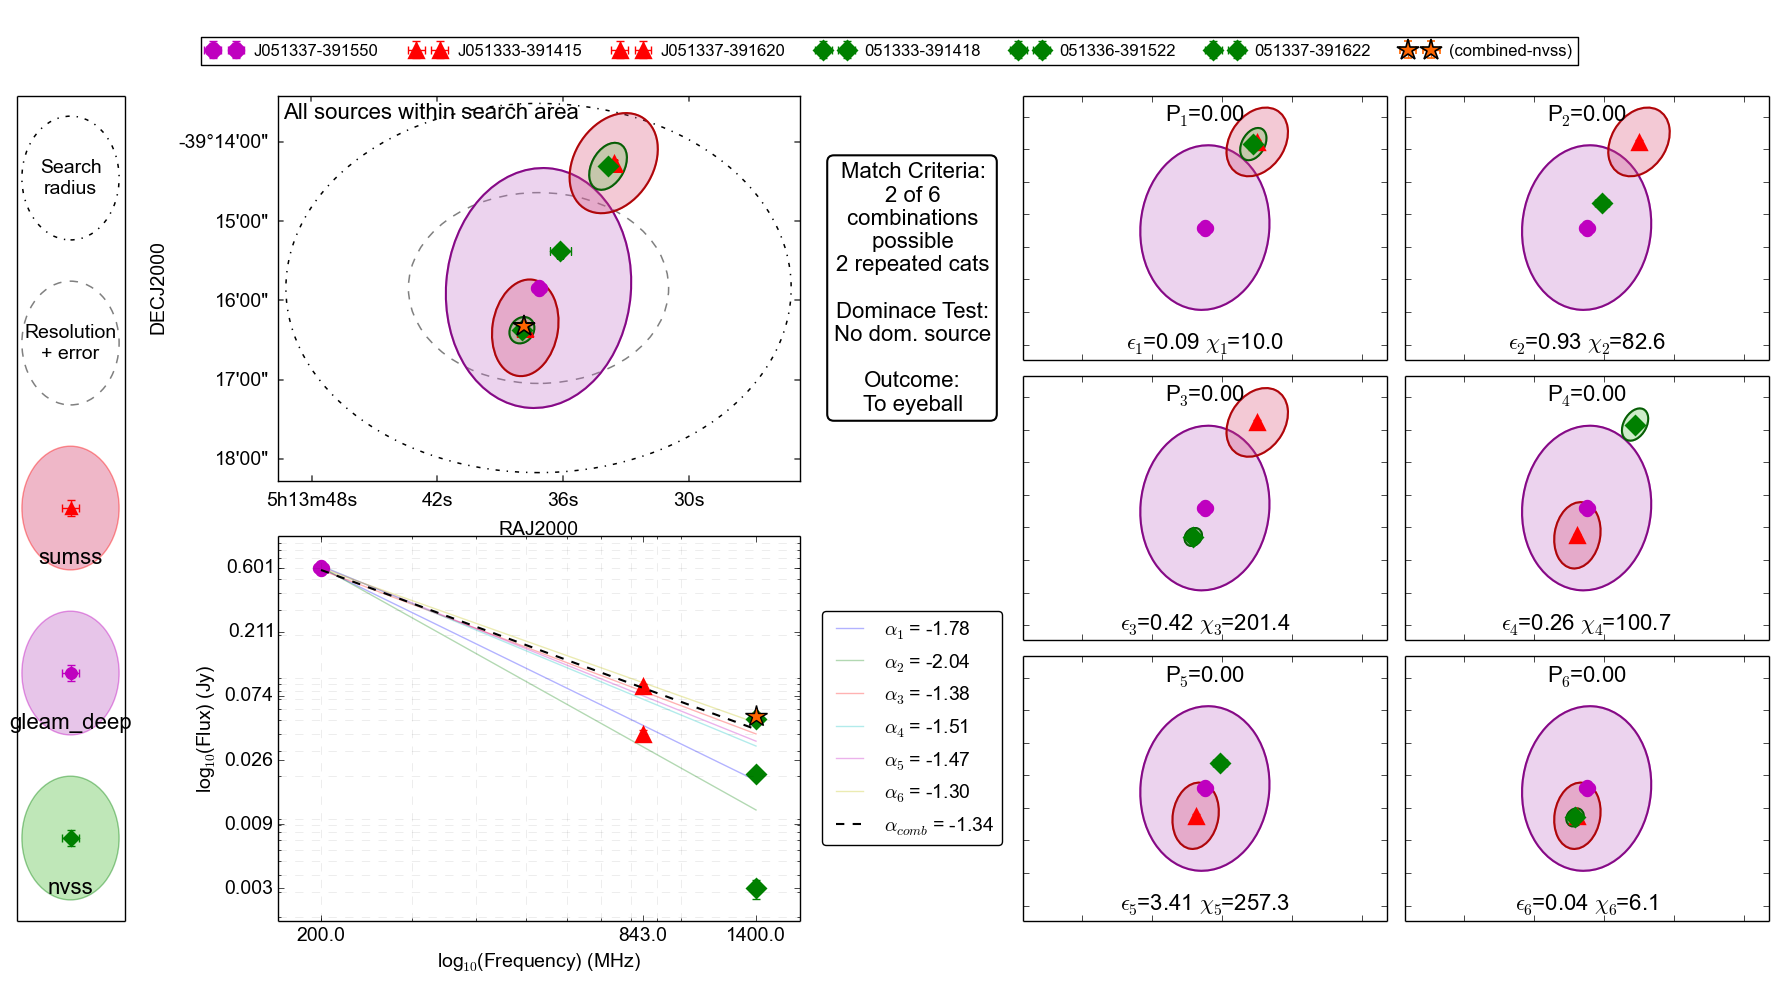 J051337-391550 J051333-391415 J051337-391620 051333-391418 051336-391522 051337-391622 (combined-nvss)
Search
radius
Resolution
+ error
sumss
gleam_deep
nvss
All sources within search area
DECJ2000
-39°14'00"
15'00"
16'00"
17'00"
18'00"
5h13m48s 42s 36s 30s
RAJ2000
Match Criteria:
2 of 6
combinations
possible
2 repeated cats
Dominace Test:
No dom. source
Outcome:
To eyeball
log10(Flux) (Jy)
0.601
0.211
0.074
0.026
0.009
0.003
200.0 843.0 1400.0
log10(Frequency) (MHz)
α1 = -1.78
α2 = -2.04
α3 = -1.38
α4 = -1.51
α5 = -1.47
α6 = -1.30
αcomb = -1.34
P1=0.00
ϵ1=0.09 χ1=10.0
P2=0.00
ϵ2=0.93 χ2=82.6
P3=0.00
ϵ3=0.42 χ3=201.4
P4=0.00
ϵ4=0.26 χ4=100.7
P5=0.00
ϵ5=3.41 χ5=257.3
P6=0.00
ϵ6=0.04 χ6=6.1